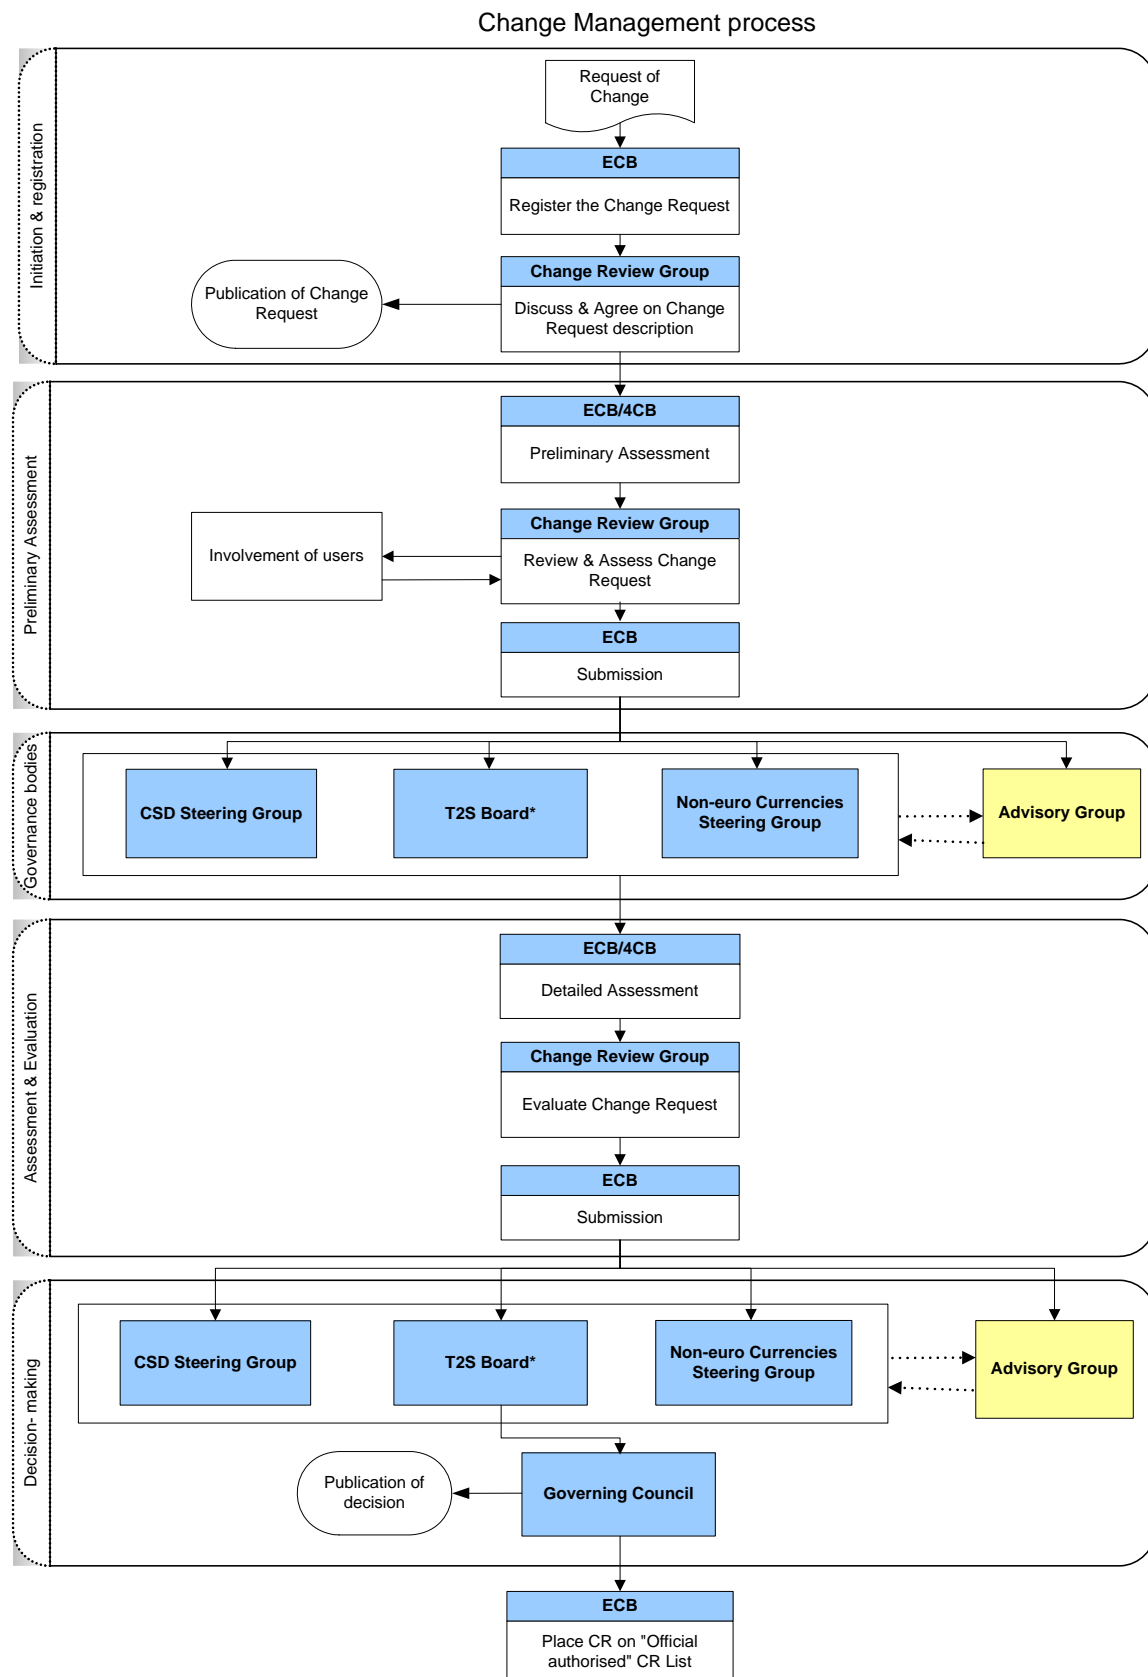 Change Management process
Initiation & registration
Request of
Change
ECB
Register the Change Request
Change Review Group
Discuss & Agree on Change
Request description
Publication of Change
Request
Preliminary Assessment
ECB/4CB
Preliminary Assessment
Change Review Group
Review & Assess Change
Request
Involvement of users
ECB
Submission
Governance bodies
CSD Steering Group
T2S Board*
Non-euro Currencies
Steering Group
Advisory Group
Assessment & Evaluation
ECB/4CB
Detailed Assessment
Change Review Group
Evaluate Change Request
ECB
Submission
Decision- making
CSD Steering Group
T2S Board*
Non-euro Currencies
Steering Group
Advisory Group
Publication of
decision
Governing Council
ECB
Place CR on "Official
authorised" CR List